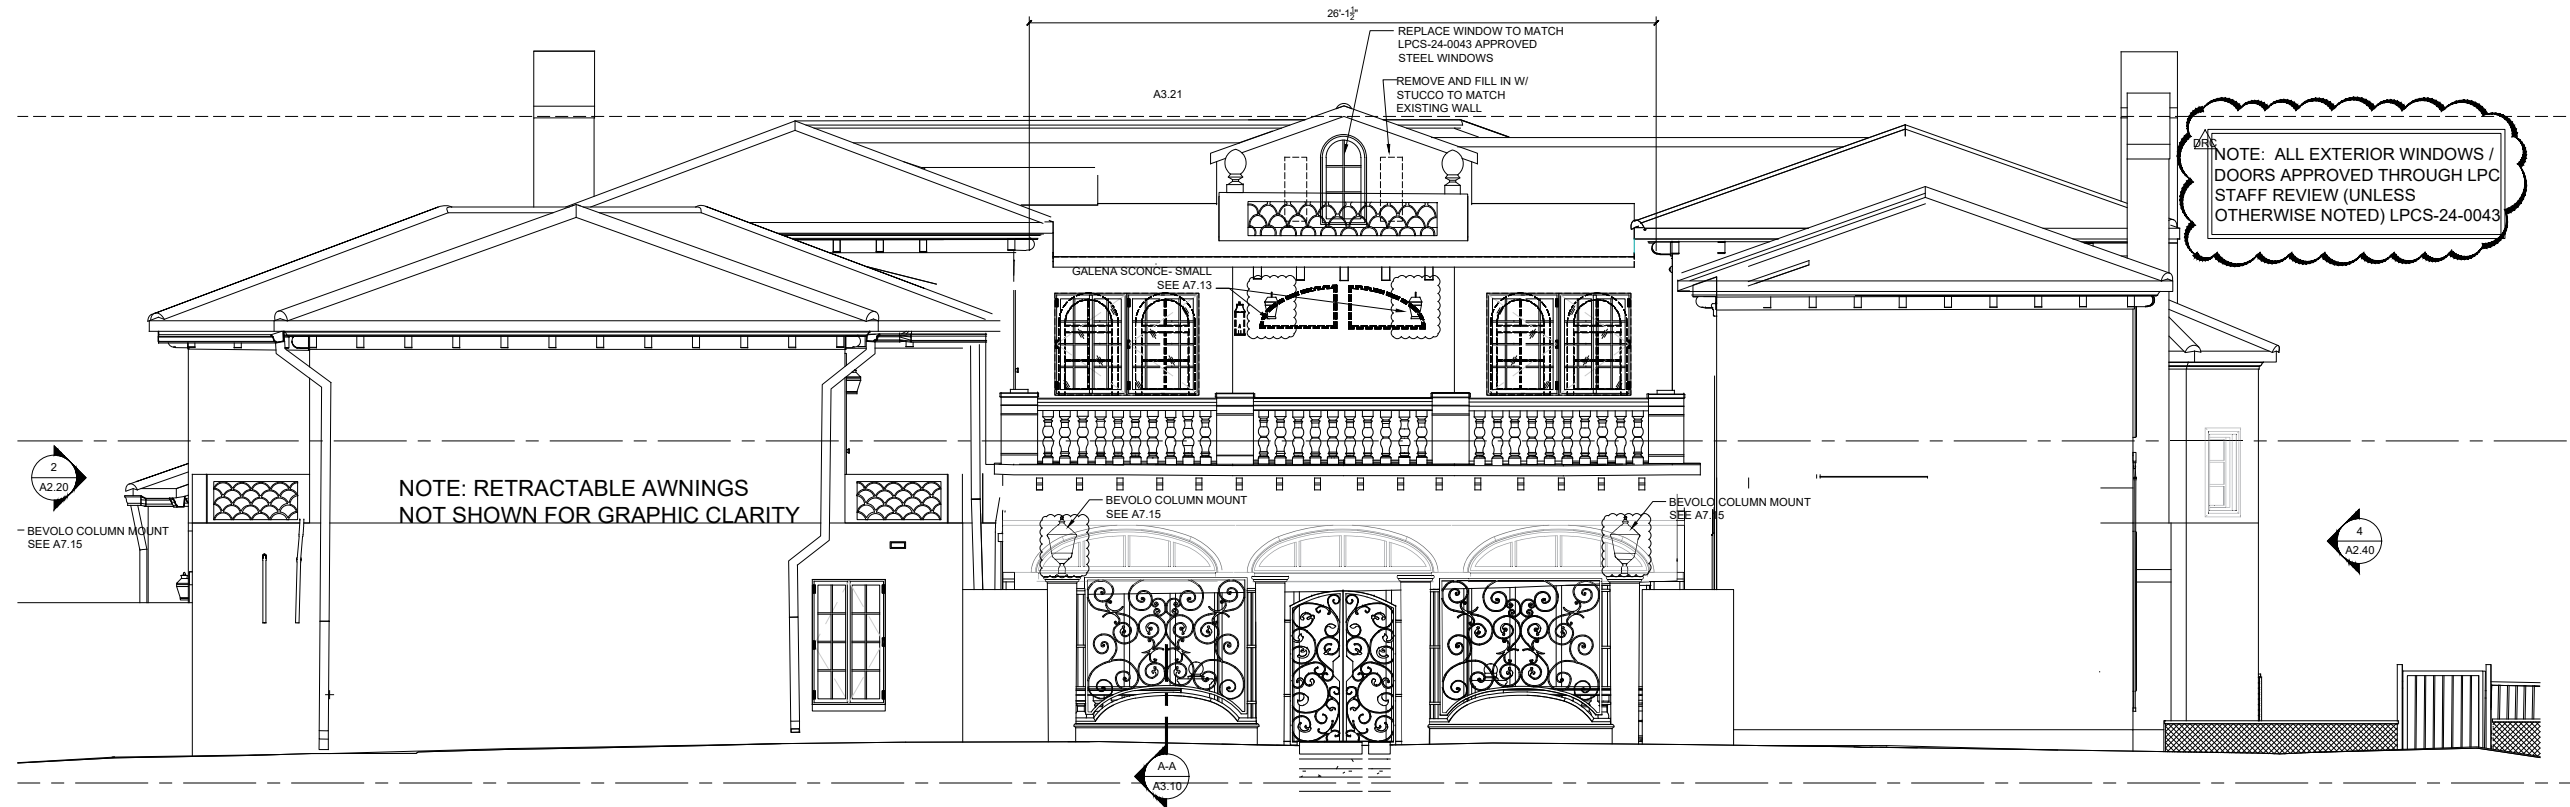 26'-1½"
REPLACE WINDOW TO MATCH
LPCS-24-0043 APPROVED
STEEL WINDOWS
REMOVE AND FILL IN W/
STUCCO TO MATCH
EXISTING WALL
A3.21
DRC
NOTE: ALL EXTERIOR WINDOWS /
DOORS APPROVED THROUGH LPC
STAFF REVIEW (UNLESS
OTHERWISE NOTED) LPCS-24-0043
GALENA SCONCE- SMALL
SEE A7.13
2
A2.20
NOTE: RETRACTABLE AWNINGS
NOT SHOWN FOR GRAPHIC CLARITY
BEVOLO COLUMN MOUNT
SEE A7.15
BEVOLO COLUMN MOUNT
SEE A7.15
BEVOLO COLUMN MOUNT
SEE A7.15
4
A2.40
A-A
A3.10